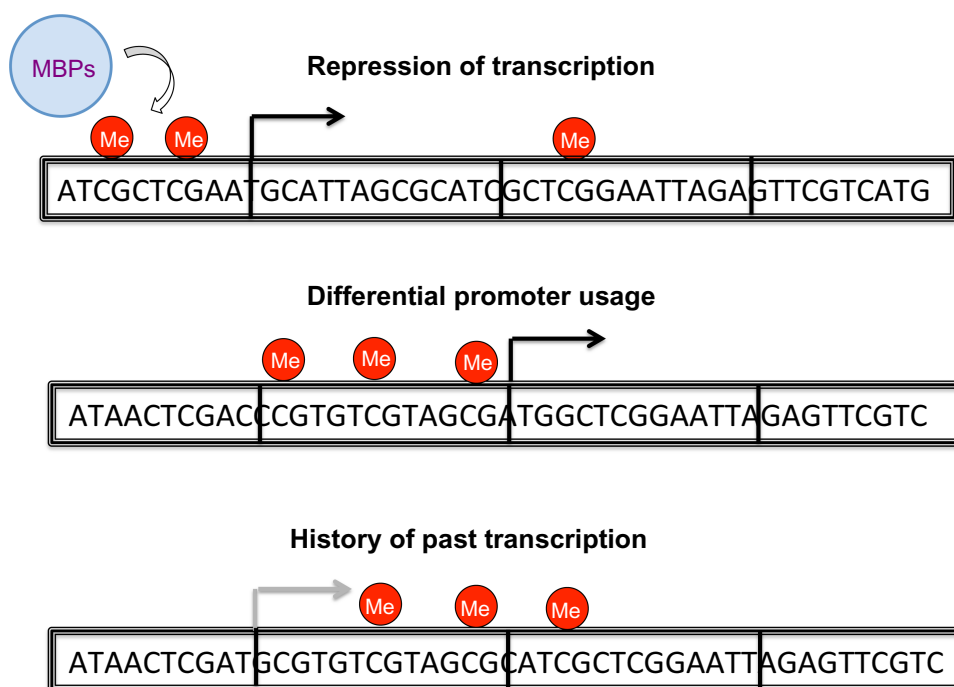 MBPs
Repression of transcription
Me Me Me
ATCGCTCGAATGCATTAGCGCATCGCTCGGAATTAGAGTTCGTCATG
Differential promoter usage
Me Me Me
ATAACTCGACCCGTGTCGTAGCGATGGCTCGGAATTAGAGTTCGTC
History of past transcription
Me Me Me
ATAACTCGATGCGTGTCGTAGCGCATCGCTCGGAATTAGAGTTCGTC